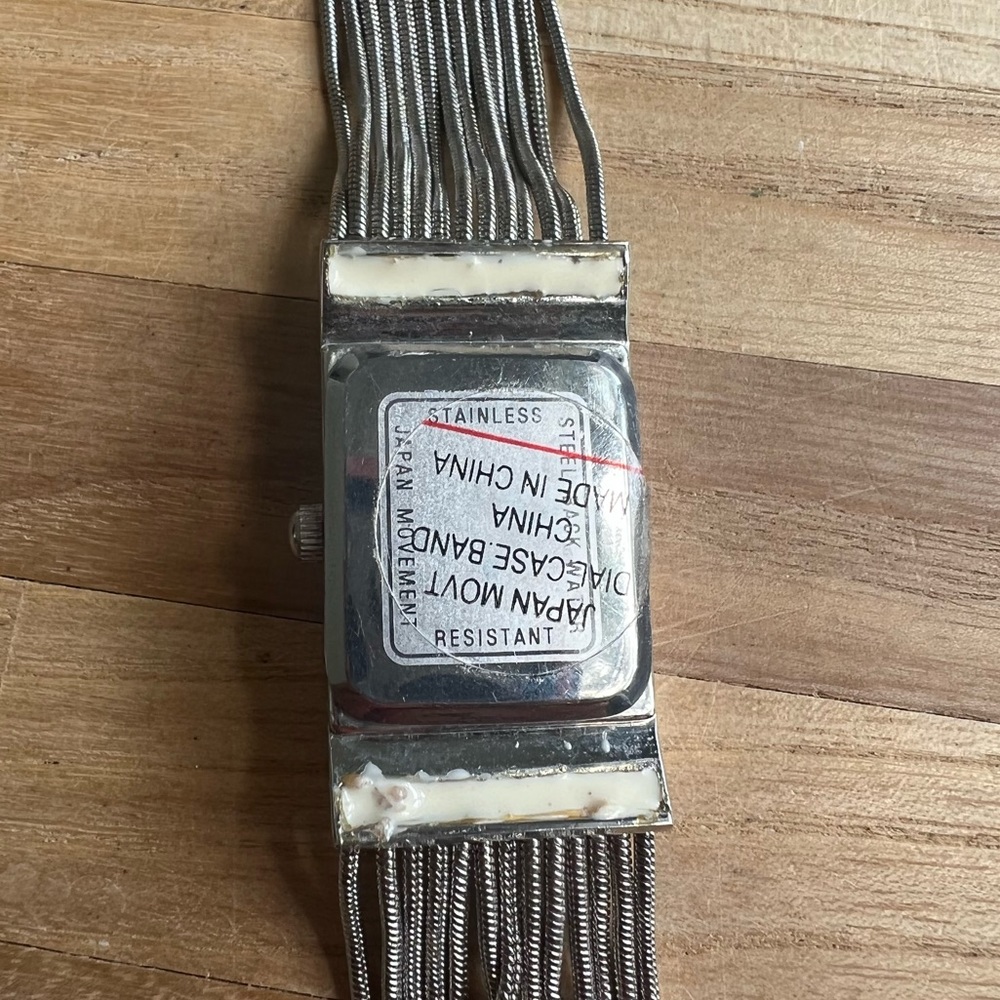 STAINLESS
STEEL BACK WATER
RESISTANT
JAPAN MOVEMENT
JAPAN MOVT
DIAL.CASE.BAND
CHINA
MADE IN CHINA